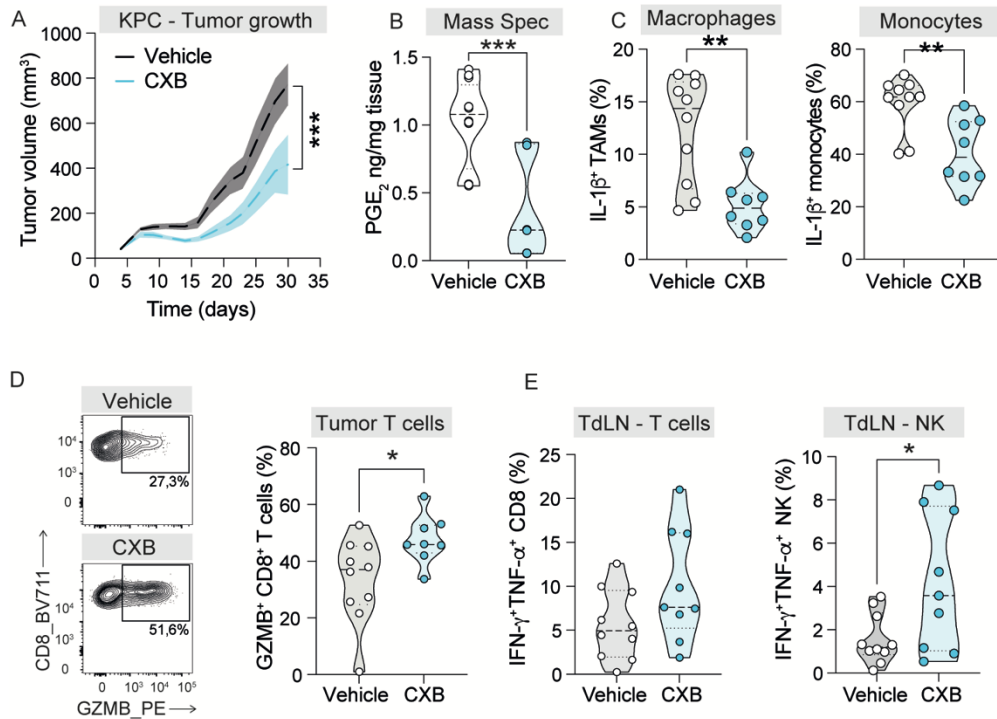 A
KPC - Tumor growth
Tumor volume (mm³)
1000
800
600
400
200
0
Vehicle
CXB
***
0 5 10 15 20 25 30 35
Time (days)
B
Mass Spec
PGE₂ ng/mg tissue
1.5
1.0
0.5
0.0
***
Vehicle CXB
C
Macrophages
IL-1β⁺ TAMs (%)
20
15
10
5
0
**
Vehicle CXB
Monocytes
IL-1β⁺ monocytes (%)
80
60
40
20
0
**
Vehicle CXB
D
Vehicle
10⁴
10³
0
27,3%
CXB
10⁴
10³
0
51,6%
0 10³ 10⁴ 10⁵
CD8_BV711
GZMB_PE
Tumor T cells
GZMB⁺ CD8⁺ T cells (%)
80
60
40
20
0
*
Vehicle CXB
E
TdLN - T cells
IFN-γ⁺TNF-α⁺ CD8 (%)
25
20
15
10
5
0
Vehicle CXB
TdLN - NK
IFN-γ⁺TNF-α⁺ NK (%)
10
8
6
4
2
0
*
Vehicle CXB